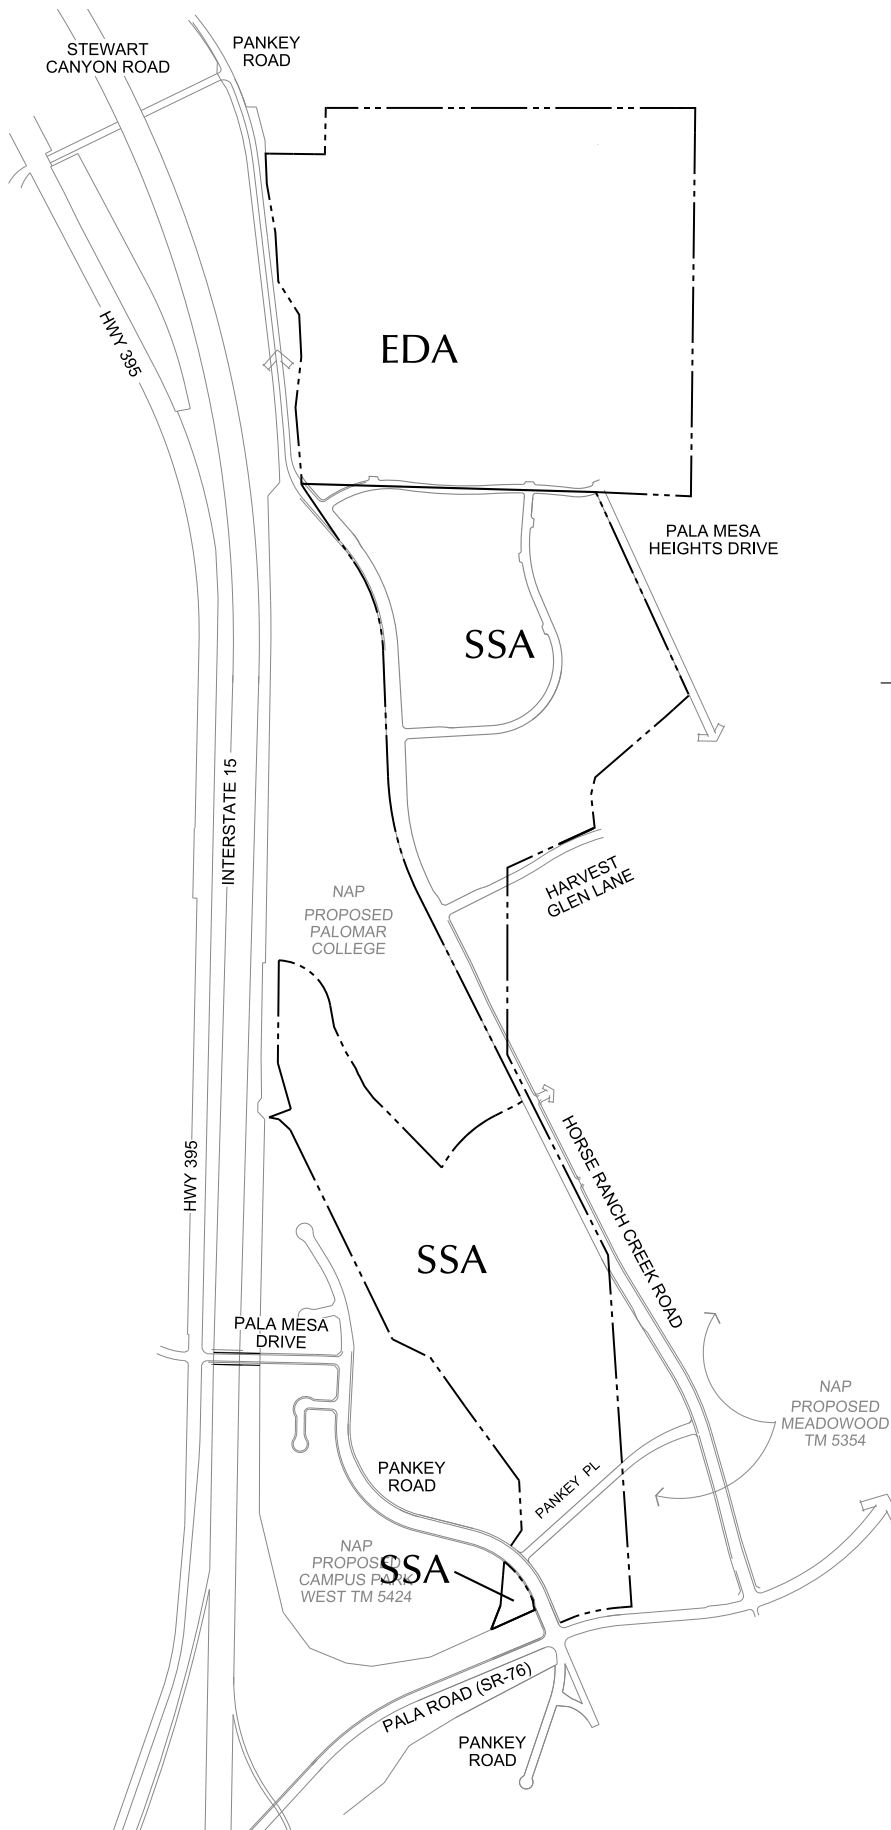 STEWART
CANYON ROAD
PANKEY
ROAD
HWY 395
EDA
PALA MESA
HEIGHTS DRIVE
SSA
INTERSTATE 15
HARVEST
GLEN LANE
NAP
PROPOSED
PALOMAR
COLLEGE
HWY 395
HORSE RANCH CREEK ROAD
SSA
PALA MESA
DRIVE
NAP
PROPOSED
MEADOWOOD
TM 5354
PANKEY
ROAD
PANKEY PL
NAP
PROPOSED
CAMPUS PARK
WEST TM 5424
SSA
PALA ROAD (SR-76)
PANKEY
ROAD